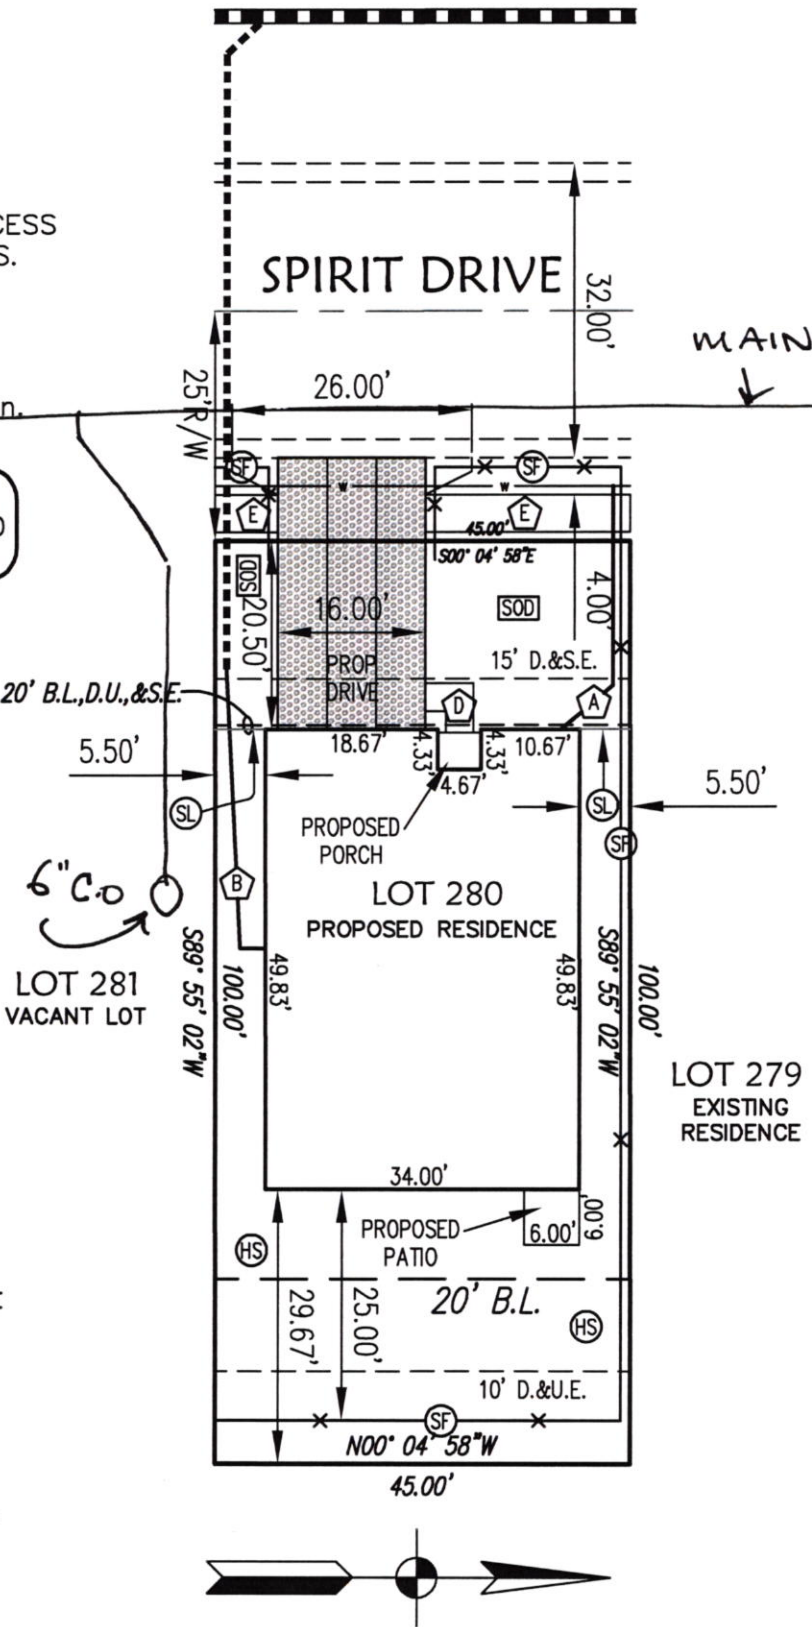 CESS
S.
SPIRIT DRIVE
32.00'
MAIN
25'R/W
26.00'
n.
SF
SF
w
w
E
E
45.00'
S00° 04' 58"E
SOD
20.50'
16.00'
SOD
4.00'
PROP
DRIVE
15' D.&S.E.
20' B.L.,D.U.,&S.E.
D
A
18.67'
4.33'
4.33'
10.67'
4.67'
5.50'
5.50'
SL
SL
SF
PROPOSED
PORCH
6"C.O
B
LOT 280
PROPOSED RESIDENCE
LOT 281
VACANT LOT
S89° 55' 02"W
100.00'
49.83'
49.83'
S89° 55' 02"W
100.00'
LOT 279
EXISTING
RESIDENCE
34.00'
PROPOSED
PATIO
6.00'
6.00'
HS
29.67'
25.00'
20' B.L.
HS
10' D.&U.E.
SF
N00° 04' 58"W
45.00'